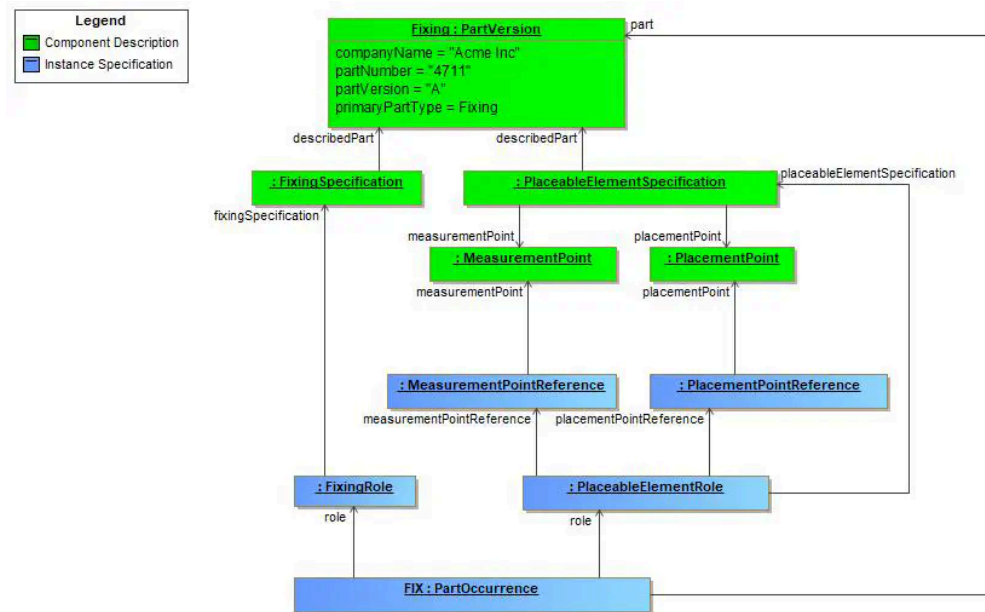 Legend
Component Description
Instance Specification
Fixing : PartVersion
part
companyName = "Acme Inc"
partNumber = "4711"
partVersion = "A"
primaryPartType = Fixing
describedPart
describedPart
: FixingSpecification
: PlaceableElementSpecification
placeableElementSpecification
fixingSpecification
measurementPoint
placementPoint
: MeasurementPoint
: PlacementPoint
measurementPoint
placementPoint
: MeasurementPointReference
: PlacementPointReference
measurementPointReference
placementPointReference
: FixingRole
: PlaceableElementRole
role
role
FIX : PartOccurrence